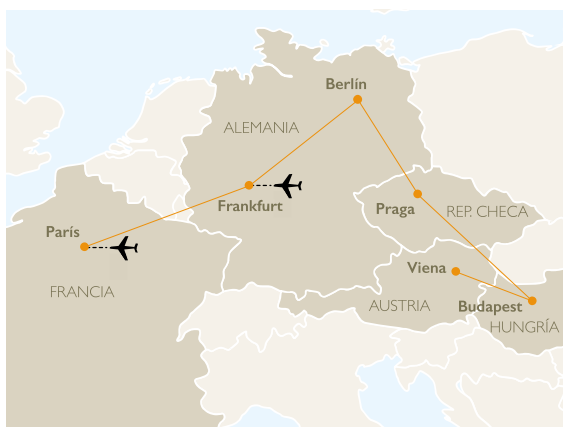 Berlín
ALEMANIA
Frankfurt
Praga
REP. CHECA
París
Viena
FRANCIA
AUSTRIA
Budapest
HUNGRÍA